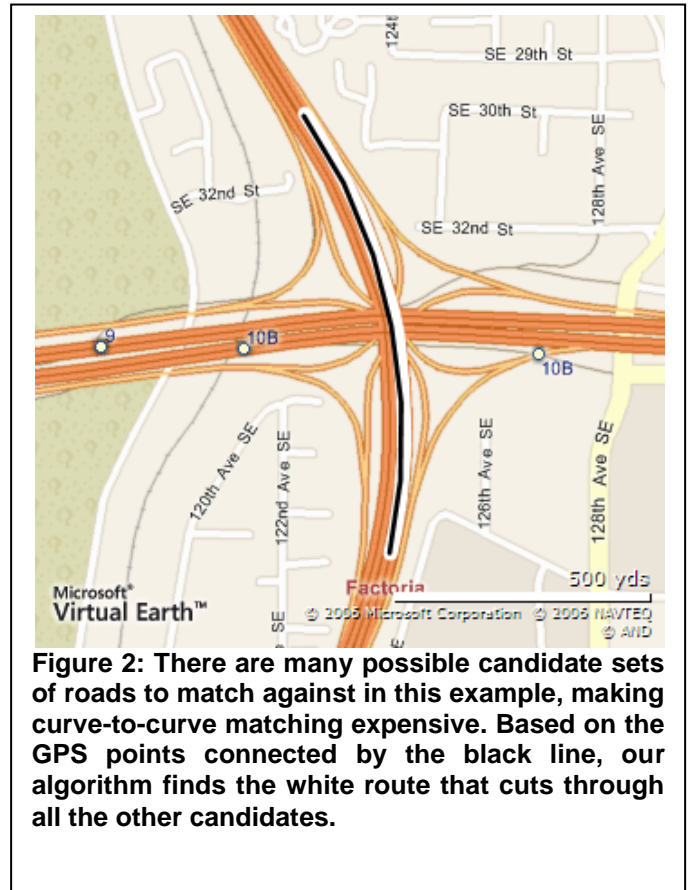 124t
SE 29th St
SE 30th St
128th Ave SE
SE 32nd St
SE 32nd St
9
10B
10B
120th Ave SE
122nd Ave SE
126th Ave SE
128th Ave SE
SE
SE
Factoria
500 yds
Microsoft®
Virtual Earth™
© 2006 Microsoft Corporation © 2006 NAVTEQ
© AND
Figure 2: There are many possible candidate sets
of roads to match against in this example, making
curve-to-curve matching expensive. Based on the
GPS points connected by the black line, our
algorithm finds the white route that cuts through
all the other candidates.